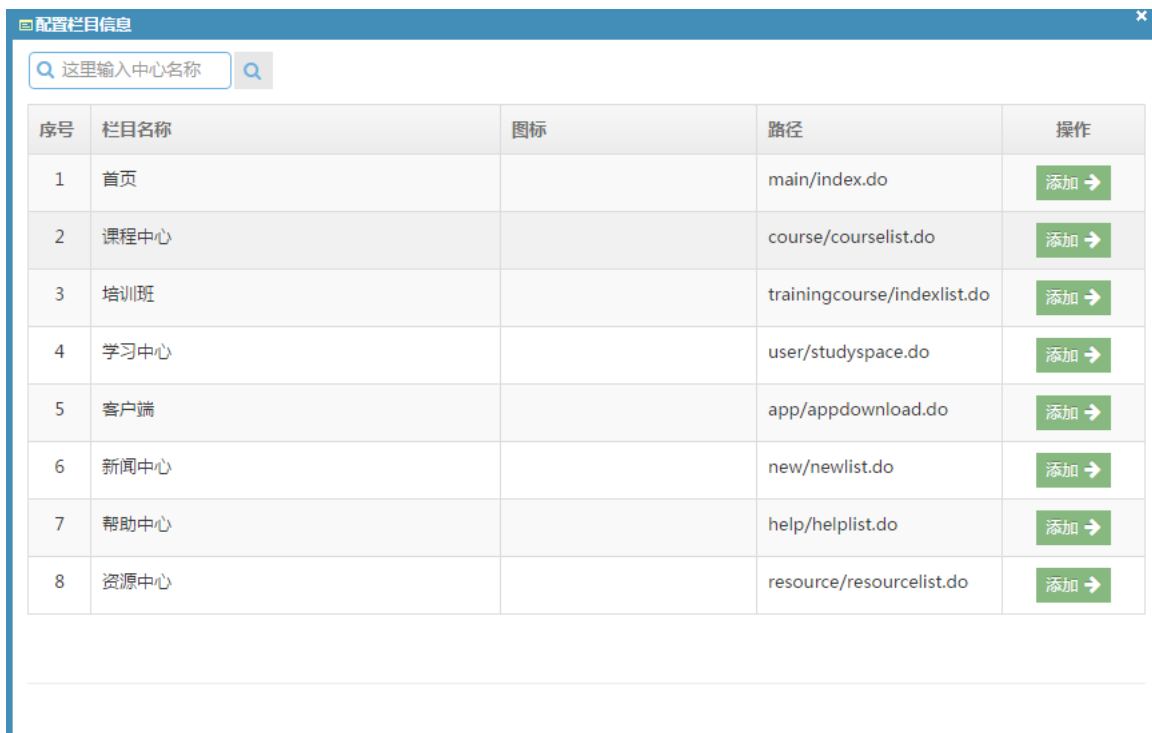 配置栏目信息
这里输入中心名称
序号 栏目名称 图标 路径 操作
1 首页 main/index.do 添加
2 课程中心 course/courselist.do 添加
3 培训班 trainingcourse/indexlist.do 添加
4 学习中心 user/studyspace.do 添加
5 客户端 app/appdownload.do 添加
6 新闻中心 new/newlist.do 添加
7 帮助中心 help/helplist.do 添加
8 资源中心 resource/resourcelist.do 添加